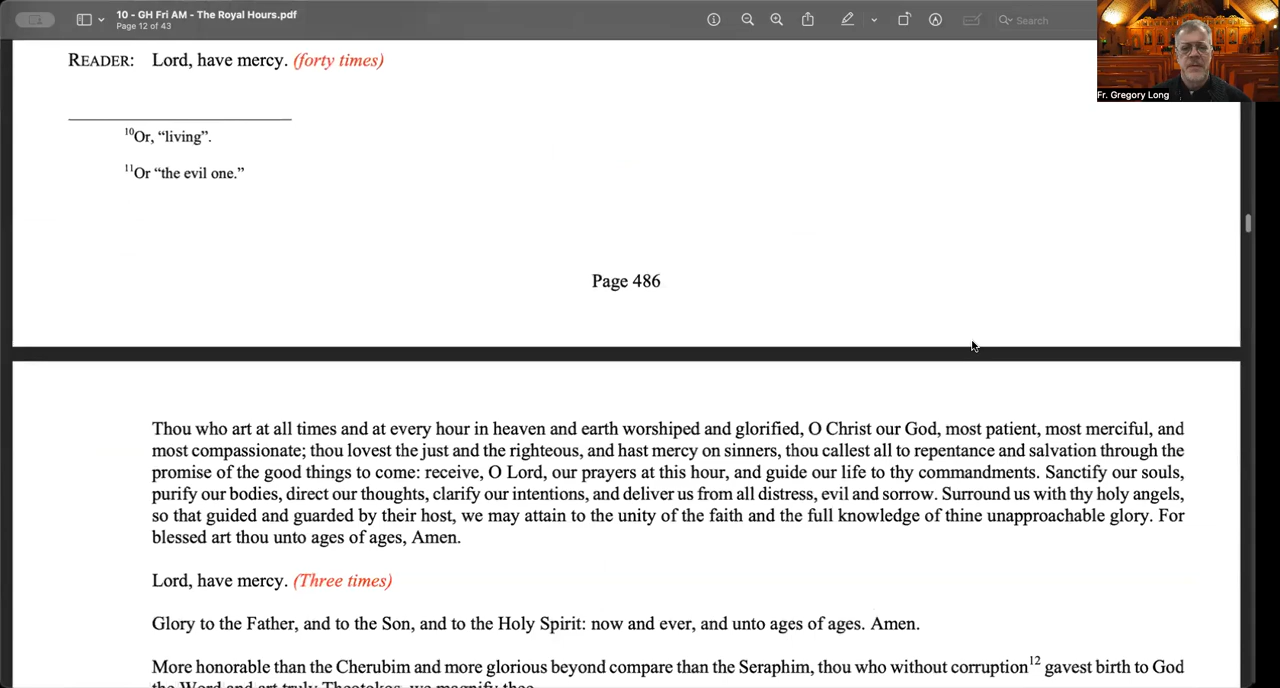 10 - GH Fri AM - The Royal Hours.pdf
Page 12 of 43
Search
Fr. Gregory Long
READER: Lord, have mercy. (forty times)
10Or, “living”.
11Or “the evil one.”
Page 486
Thou who art at all times and at every hour in heaven and earth worshiped and glorified, O Christ our God, most patient, most merciful, and
most compassionate; thou lovest the just and the righteous, and hast mercy on sinners, thou callest all to repentance and salvation through the
promise of the good things to come: receive, O Lord, our prayers at this hour, and guide our life to thy commandments. Sanctify our souls,
purify our bodies, direct our thoughts, clarify our intentions, and deliver us from all distress, evil and sorrow. Surround us with thy holy angels,
so that guided and guarded by their host, we may attain to the unity of the faith and the full knowledge of thine unapproachable glory. For
blessed art thou unto ages of ages, Amen.
Lord, have mercy. (Three times)
Glory to the Father, and to the Son, and to the Holy Spirit: now and ever, and unto ages of ages. Amen.
More honorable than the Cherubim and more glorious beyond compare than the Seraphim, thou who without corruption12 gavest birth to God
the Word and art truly Theotokos, we magnify thee.